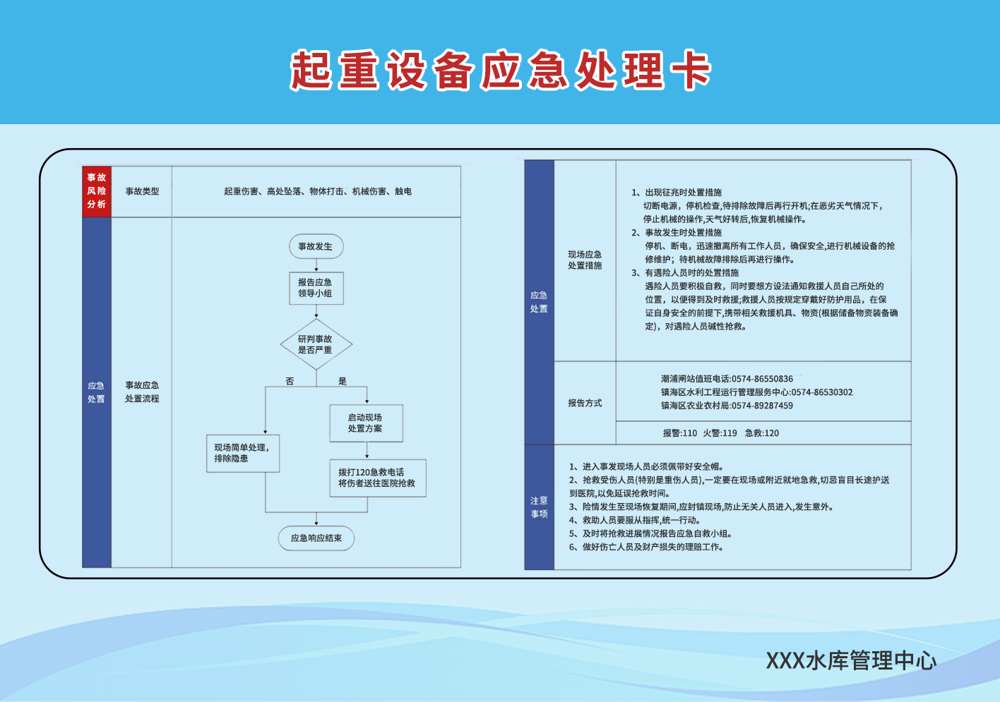 起重设备应急处理卡
事故
风险
分析
事故类型
起重伤害、高处坠落、物体打击、机械伤害、触电
应急
处置
事故应急
处置流程
事故发生
报告应急
领导小组
研判事故
是否严重
否
是
启动现场
处置方案
现场简单处理，
排除隐患
拨打120急救电话
将伤者送往医院抢救
应急响应结束
应急
处置
现场应急
处置措施
1、出现征兆时处置措施
切断电源，停机检查,待排除故障后再行开机;在恶劣天气情况下，
停止机械的操作,天气好转后,恢复机械操作。
2、事故发生时处置措施
停机、断电，迅速撤离所有工作人员，确保安全,进行机械设备的抢
修维护；待机械故障排除后再进行操作。
3、有遇险人员时的处置措施
遇险人员要积极自救，同时要想方设法通知救援人员自己所处的
位置，以便得到及时救援;救援人员按规定穿戴好防护用品，在保
证自身安全的前提下,携带相关救援机具、物资(根据储备物资装备确
定)，对遇险人员碱性抢救。
报告方式
潮浦闸站值班电话:0574-86550836
镇海区水利工程运行管理服务中心:0574-86530302
镇海区农业衣村局:0574-89287459
报警:110 火警:119 急救:120
注意
事项
1、进入事发现场人员必须佩带好安全帽。
2、抢救受伤人员(特别是重伤人员),一定要在现场或附近就地急救,切忌盲目长途护送
到医院,以免延误抢救时间。
3、险情发生至现场恢复期间,应封镇现场,防止无关人员进入,发生意外。
4、救助人员要服从指挥,统一行动。
5、及时将抢救进展情况报告应急自救小组。
6、做好伤亡人员及财产损失的理赔工作。
XXX水库管理中心